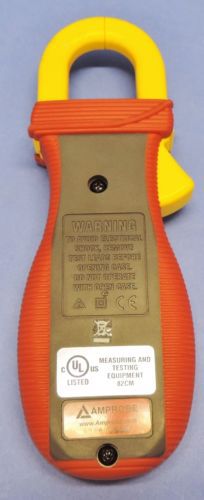 WARNING
TO AVOID ELECTRICAL
SHOCK, REMOVE
TEST LEADS BEFORE
OPENING CASE.
DO NOT OPERATE
WITH OPEN CASE.
CE
C UL US
LISTED
MEASURING AND
TESTING
EQUIPMENT
82CM
AMPROBE